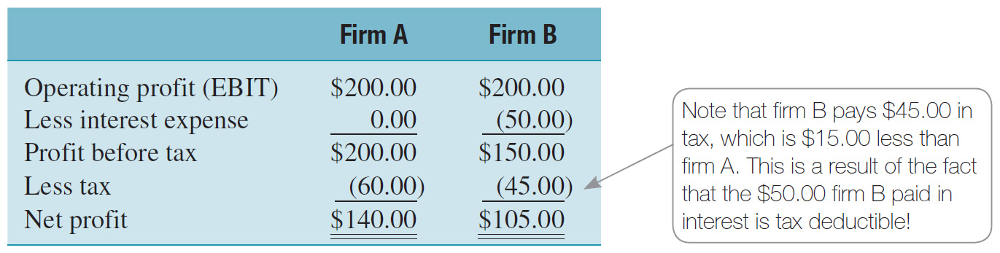 Firm A Firm B
Operating profit (EBIT) $200.00 $200.00
Less interest expense 0.00 (50.00)
Profit before tax $200.00 $150.00
Less tax (60.00) (45.00)
Net profit $140.00 $105.00
Note that firm B pays $45.00 in
tax, which is $15.00 less than
firm A. This is a result of the fact
that the $50.00 firm B paid in
interest is tax deductible!